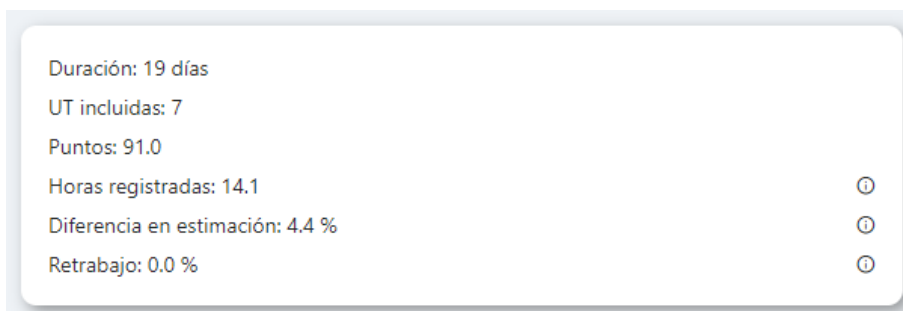 Duración: 19 días
UT incluidas: 7
Puntos: 91.0
Horas registradas: 14.1
Diferencia en estimación: 4.4 %
Retrabajo: 0.0 %